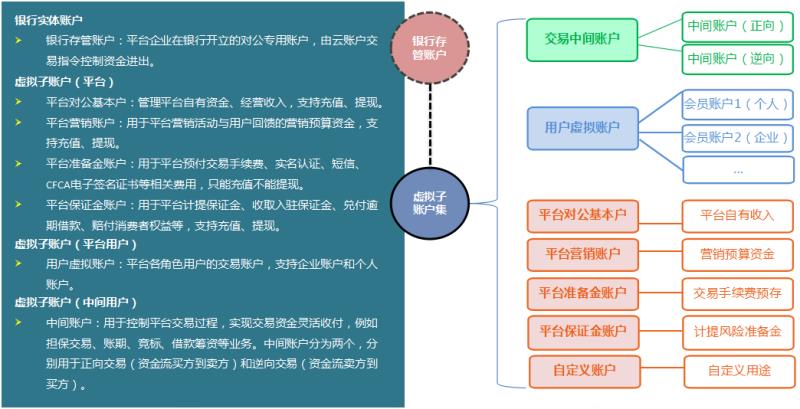 银行实体账户
银行存管账户：平台企业在银行开立的对公专用账户，由云账户交
易指令控制资金进出。
虚拟子账户（平台）
平台对公基本户：管理平台自有资金、经营收入，支持充值、提现。
平台营销账户：用于平台营销活动与用户回馈的营销预算资金，支
持充值、提现。
平台准备金账户：用于平台预付交易手续费、实名认证、短信、
CFCA电子签名证书等相关费用，只能充值不能提现。
平台保证金账户：用于平台计提保证金、收取入驻保证金、兑付逾
期借款、赔付消费者权益等，支持充值、提现。
虚拟子账户（平台用户）
用户虚拟账户：平台各角色用户的交易账户，支持企业账户和个人
账户。
虚拟子账户（中间用户）
中间账户：用于控制平台交易过程，实现交易资金灵活收付，例如
担保交易、账期、竞标、借款筹资等业务。中间账户分为两个，分
别用于正向交易（资金流买方到卖方）和逆向交易（资金流卖方到
买方）。
银行存
管账户
虚拟子
账户集
交易中间账户
中间账户（正向）
中间账户（逆向）
用户虚拟账户
会员账户1（个人）
会员账户2（企业）
...
平台对公基本户
平台自有收入
平台营销账户
营销预算资金
平台准备金账户
交易手续费预存
平台保证金账户
计提风险准备金
自定义账户
自定义用途